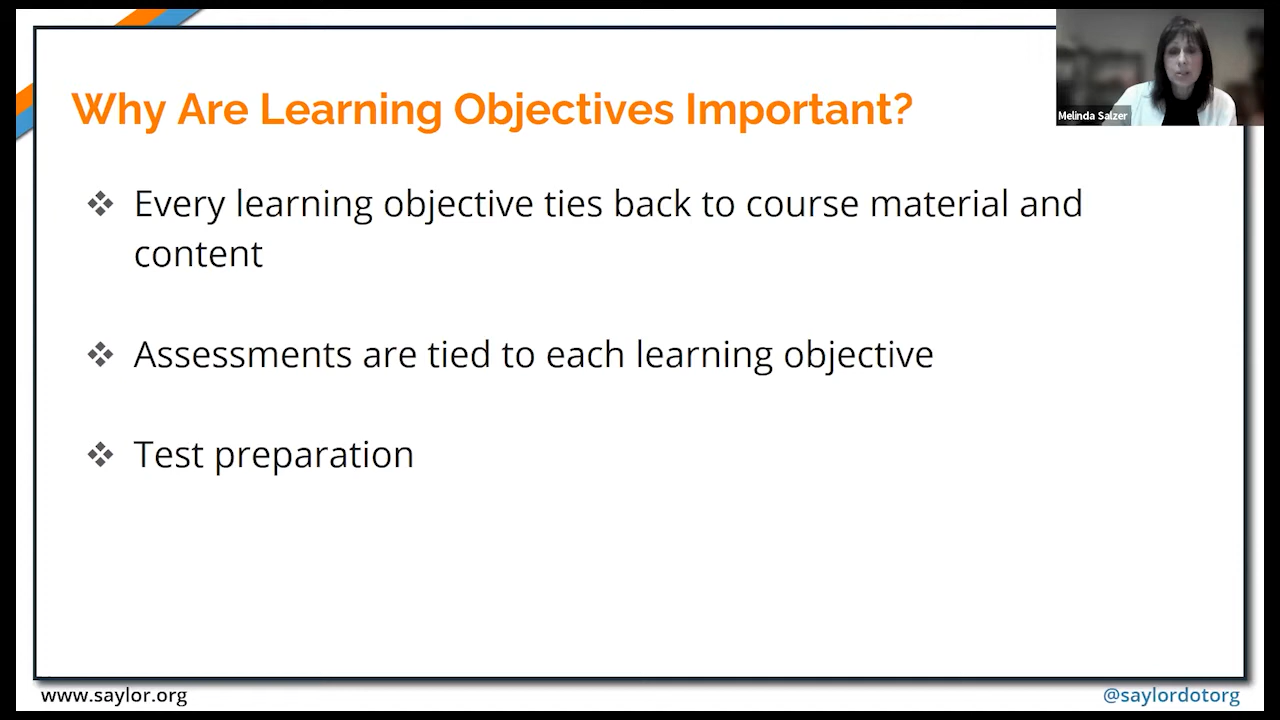 Why Are Learning Objectives Important?
Melinda Salzer
Every learning objective ties back to course material and
content
Assessments are tied to each learning objective
Test preparation
www.saylor.org
@saylordotorg